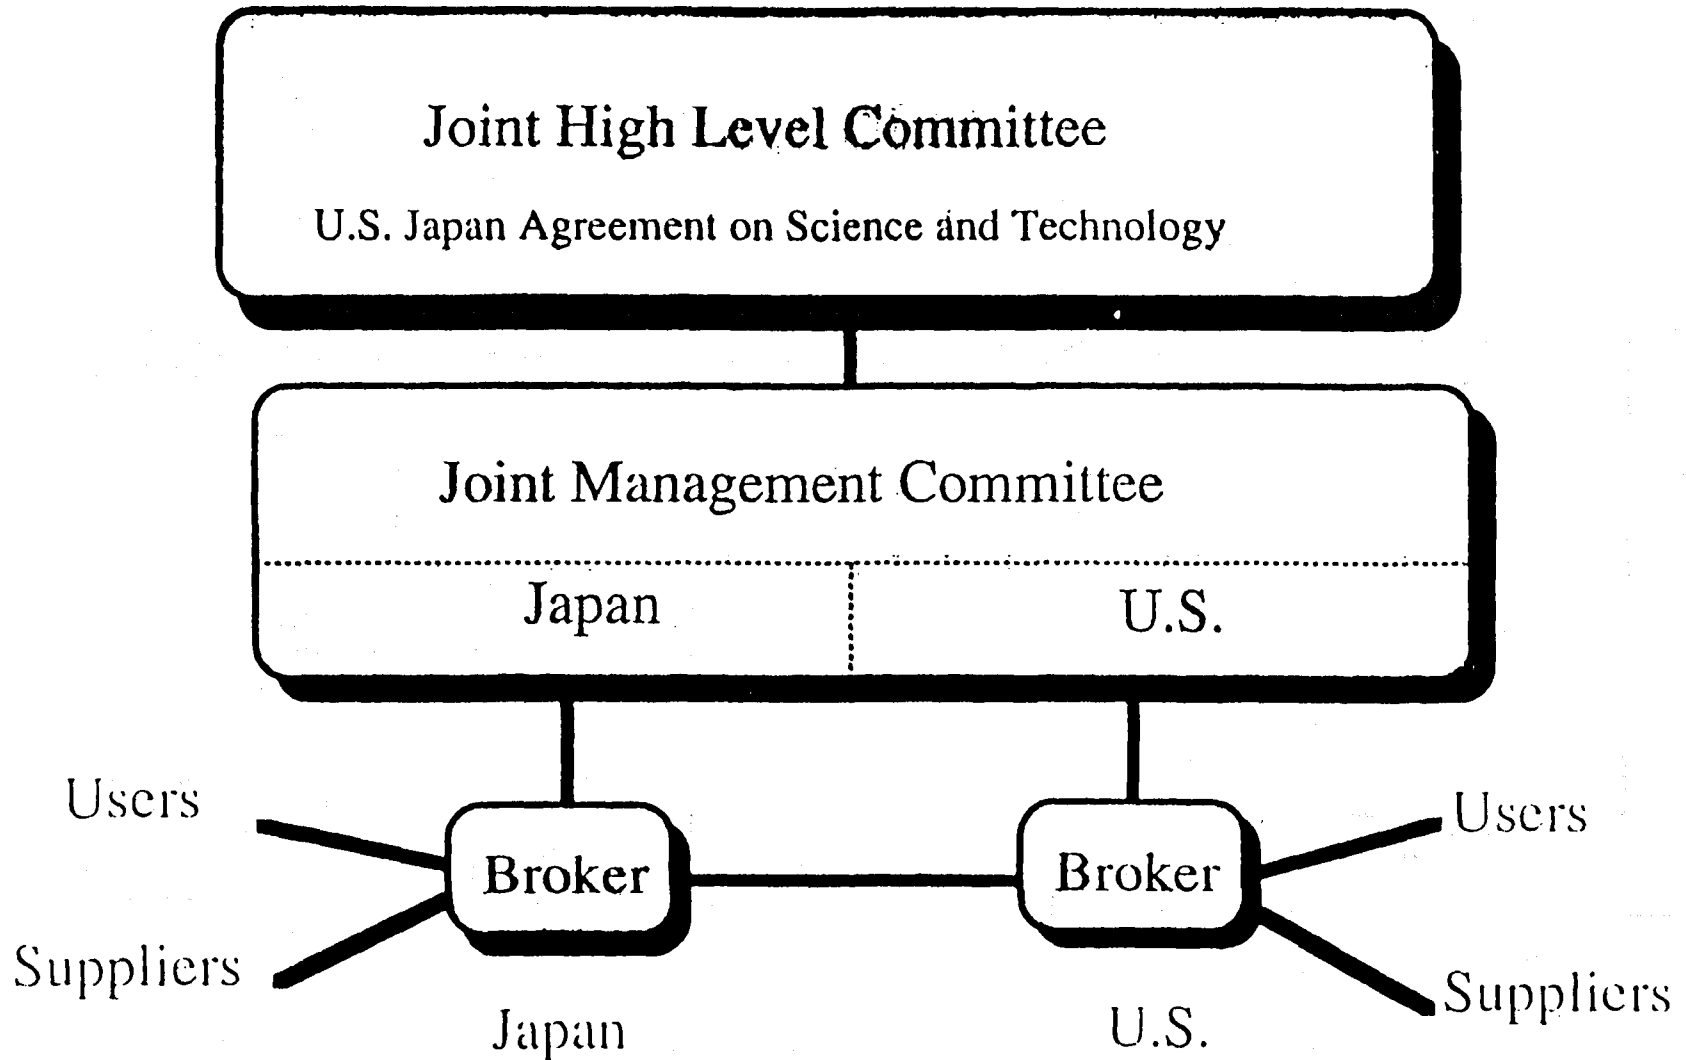 Joint High Level Committee
U.S. Japan Agreement on Science and Technology
Joint Management Committee
Japan
U.S.
Users
Users
Broker
Broker
Suppliers
Suppliers
Japan
U.S.